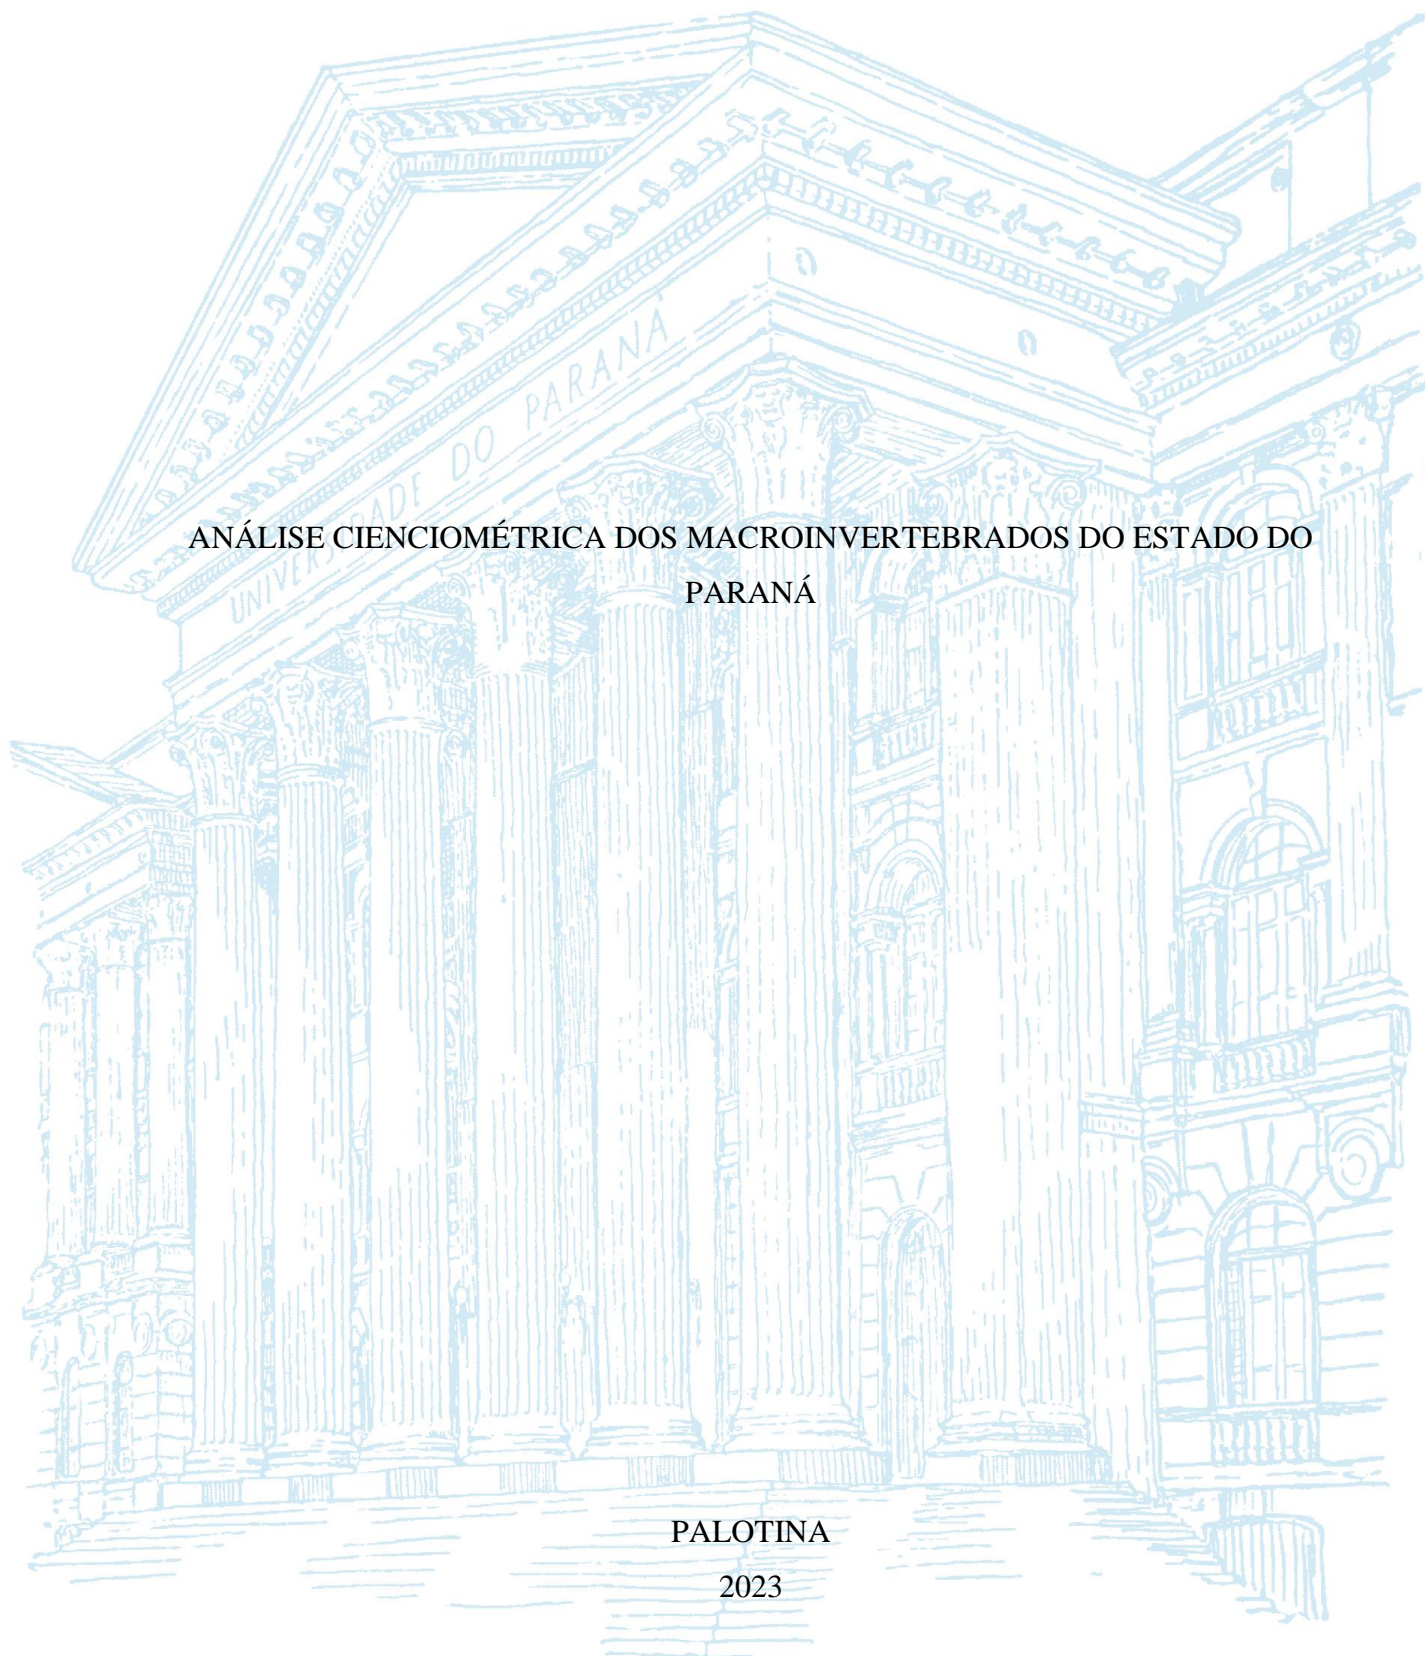 UNIVERSIDADE DO PARANÁ
ANÁLISE CIENCIOMÉTRICA DOS MACROINVERTEBRADOS DO ESTADO DO
PARANÁ
PALOTINA
2023